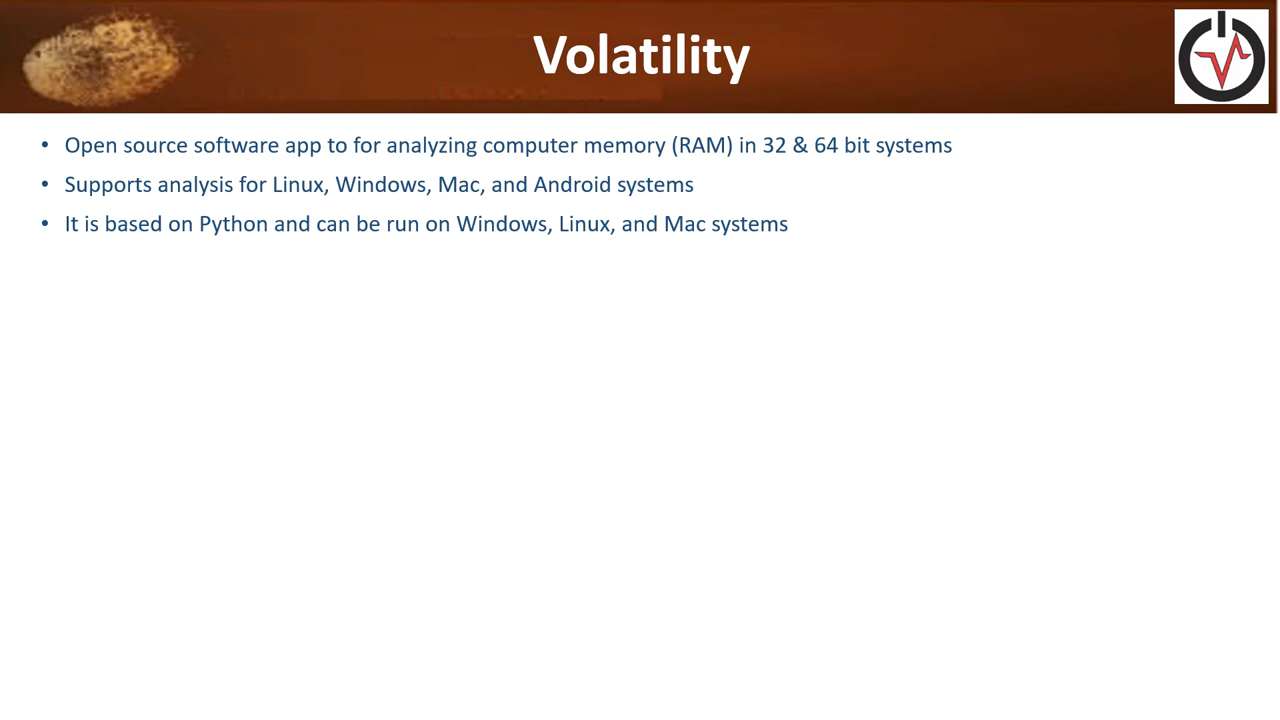 Volatility
• Open source software app to for analyzing computer memory (RAM) in 32 & 64 bit systems
• Supports analysis for Linux, Windows, Mac, and Android systems
• It is based on Python and can be run on Windows, Linux, and Mac systems